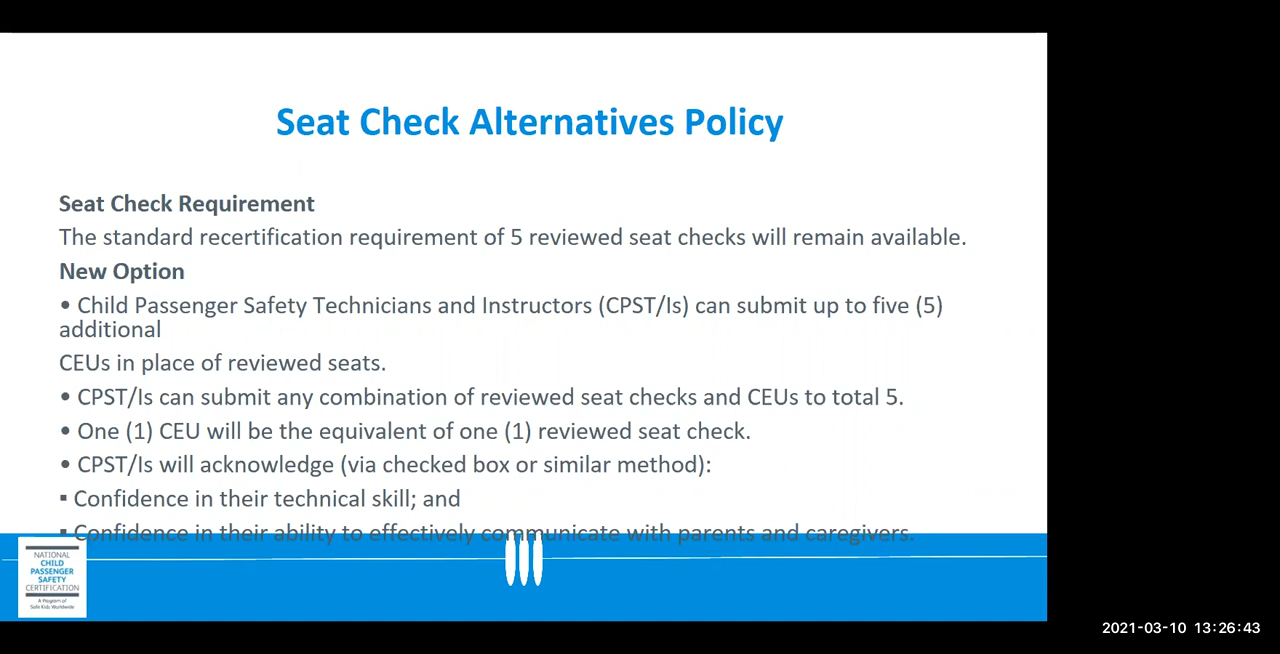 Seat Check Alternatives Policy
Seat Check Requirement
The standard recertification requirement of 5 reviewed seat checks will remain available.
New Option
• Child Passenger Safety Technicians and Instructors (CPST/Is) can submit up to five (5)
additional
CEUs in place of reviewed seats.
• CPST/Is can submit any combination of reviewed seat checks and CEUs to total 5.
• One (1) CEU will be the equivalent of one (1) reviewed seat check.
• CPST/Is will acknowledge (via checked box or similar method):
▪ Confidence in their technical skill; and
▪ Confidence in their ability to effectively communicate with parents and caregivers.
NATIONAL
CHILD
PASSENGER
SAFETY
CERTIFICATION
A Program of
Safe Kids Worldwide
2021-03-10 13:26:43